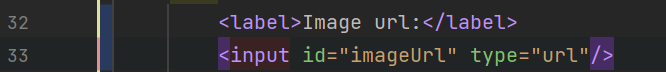 32 <label>Image url:</label>
33 <input id="imageUrl" type="url"/>